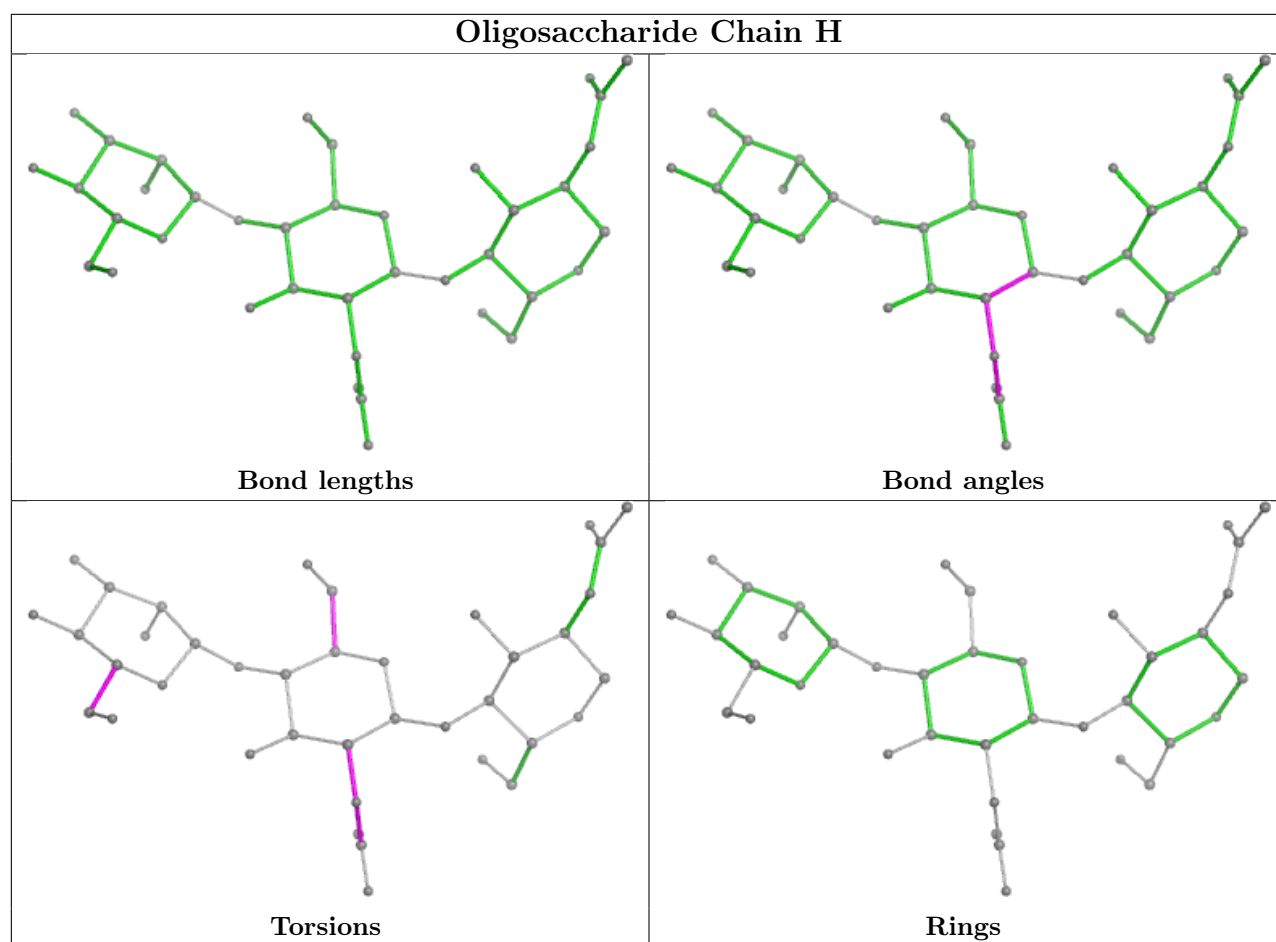 Oligosaccharide Chain H
Bond lengths
Bond angles
Torsions
Rings